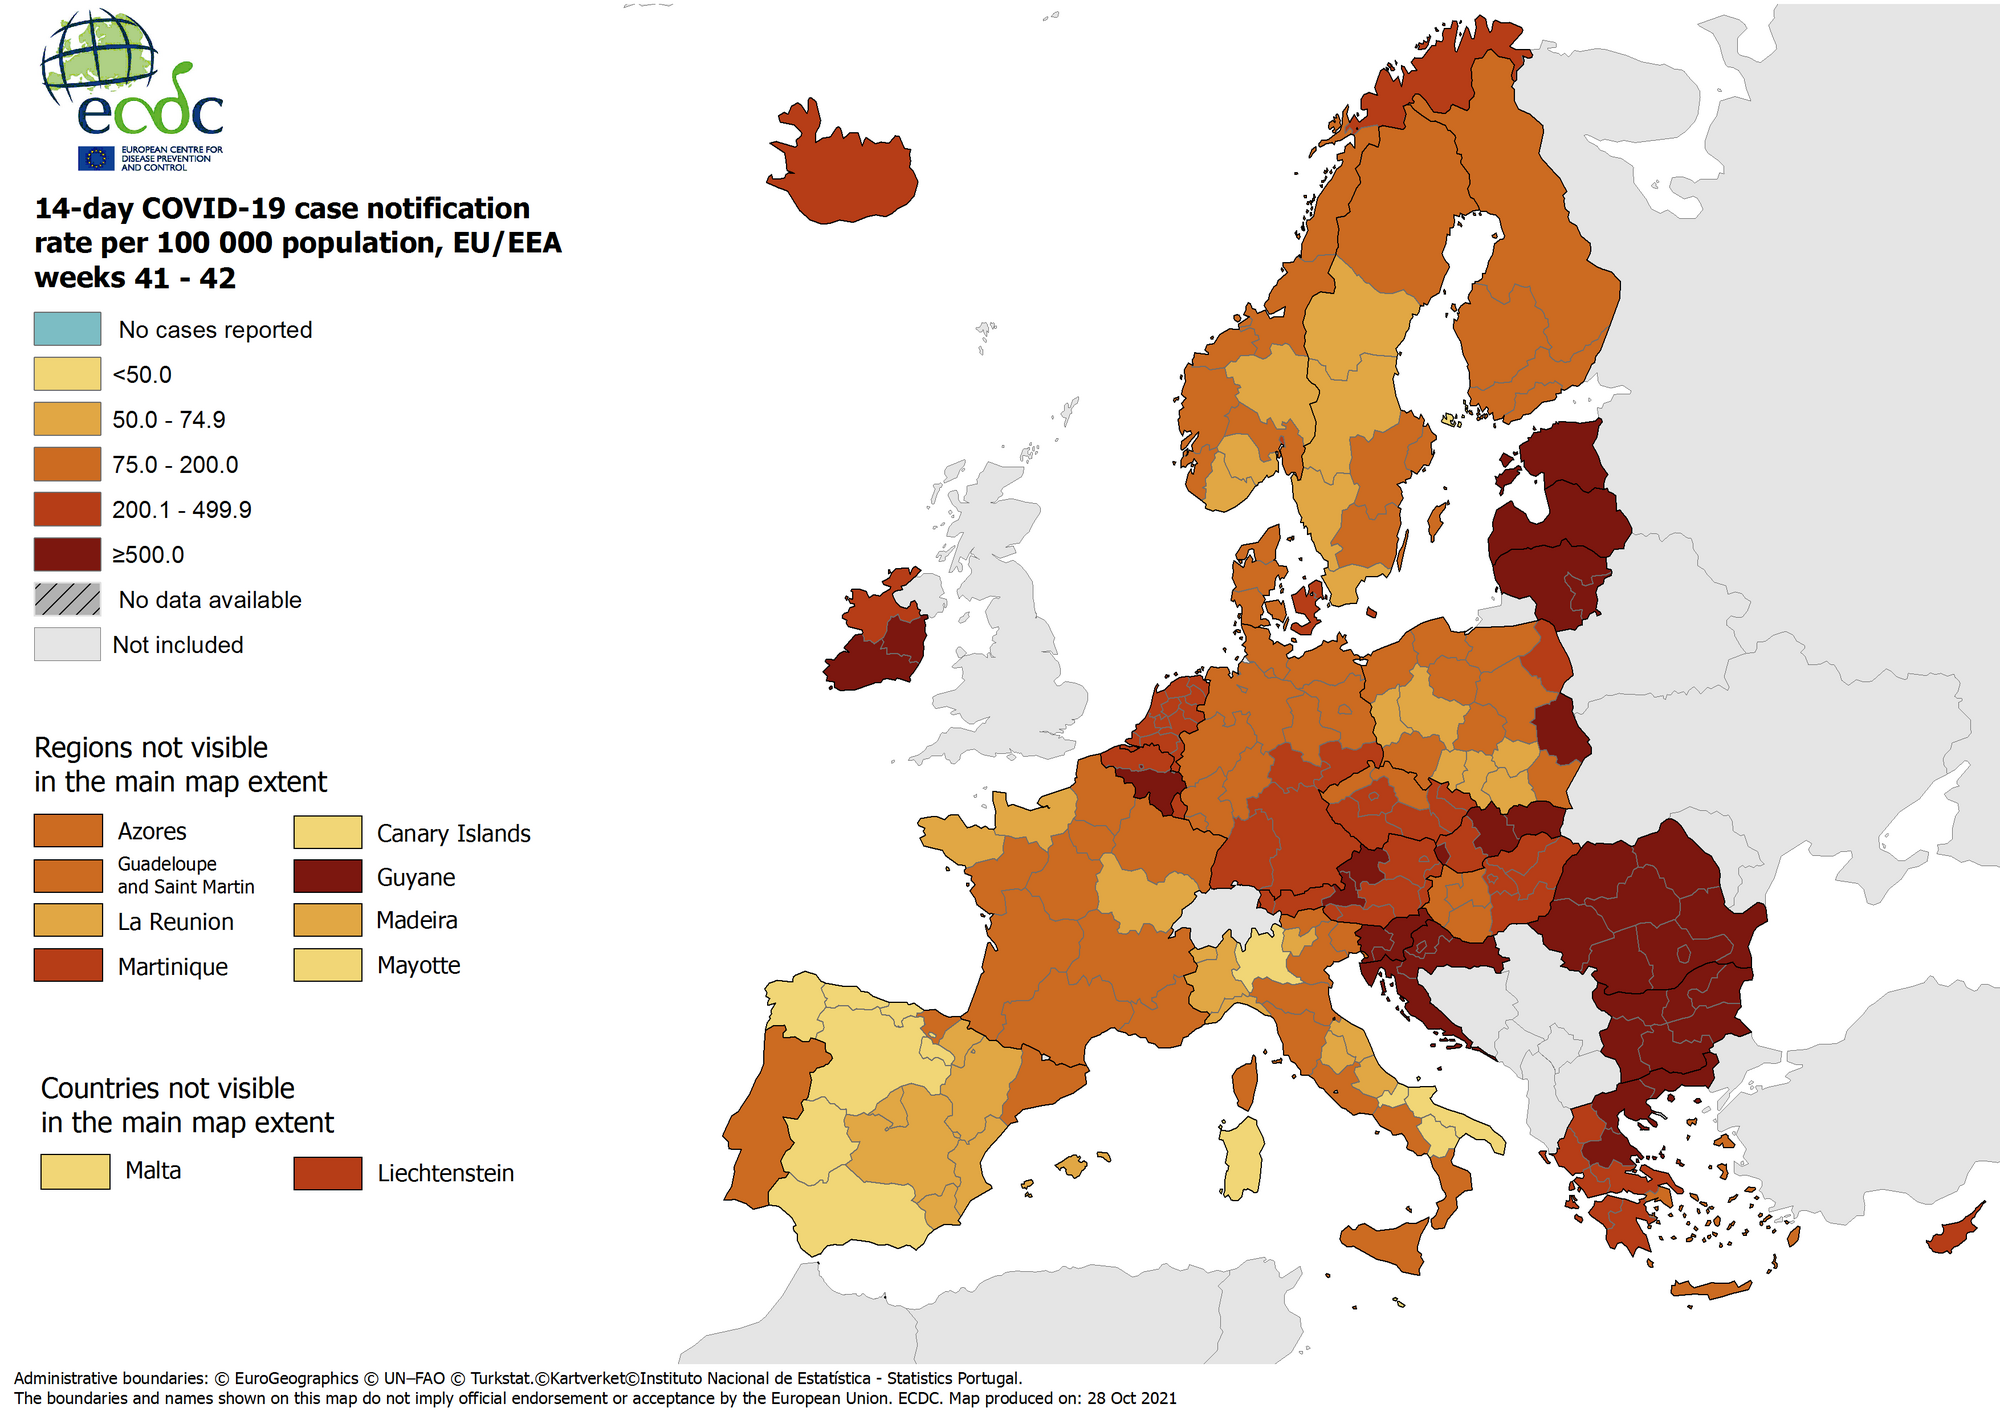 ecdc
EUROPEAN CENTRE FOR
DISEASE PREVENTION
AND CONTROL
14-day COVID-19 case notification
rate per 100 000 population, EU/EEA
weeks 41 - 42
No cases reported
<50.0
50.0 - 74.9
75.0 - 200.0
200.1 - 499.9
≥500.0
No data available
Not included
Regions not visible
in the main map extent
Azores
Canary Islands
Guadeloupe
and Saint Martin
Guyane
La Reunion
Madeira
Martinique
Mayotte
Countries not visible
in the main map extent
Malta
Liechtenstein
Administrative boundaries: © EuroGeographics © UN–FAO © Turkstat.©Kartverket©Instituto Nacional de Estatística - Statistics Portugal.
The boundaries and names shown on this map do not imply official endorsement or acceptance by the European Union. ECDC. Map produced on: 28 Oct 2021